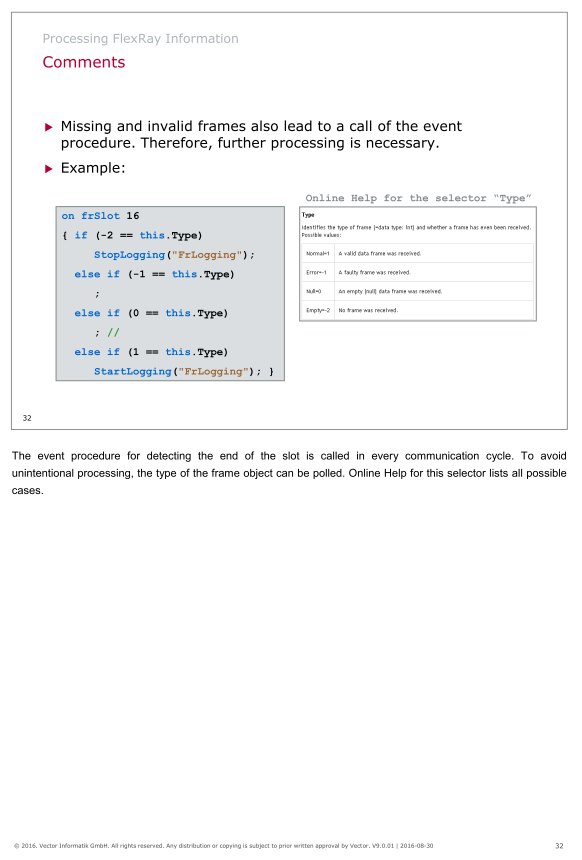 Processing FlexRay Information
Comments
Missing and invalid frames also lead to a call of the event
procedure. Therefore, further processing is necessary.
Example:
on frSlot 16
{ if (-2 == this.Type)
StopLogging("FrLogging");
else if (-1 == this.Type)
;
else if (0 == this.Type)
; //
else if (1 == this.Type)
StartLogging("FrLogging"); }
Online Help for the selector "Type"
Type
Identifies the type of frame (=data type: int) and whether a frame has even been received.
Possible values:
Normal=1 A valid data frame was received.
Error=-1 A faulty frame was received.
Null=0 An empty (null) data frame was received.
Empty=-2 No frame was received.
32
The event procedure for detecting the end of the slot is called in every communication cycle. To avoid
unintentional processing, the type of the frame object can be polled. Online Help for this selector lists all possible
cases.
© 2016. Vector Informatik GmbH. All rights reserved. Any distribution or copying is subject to prior written approval by Vector. V9.0.01 | 2016-08-30
32